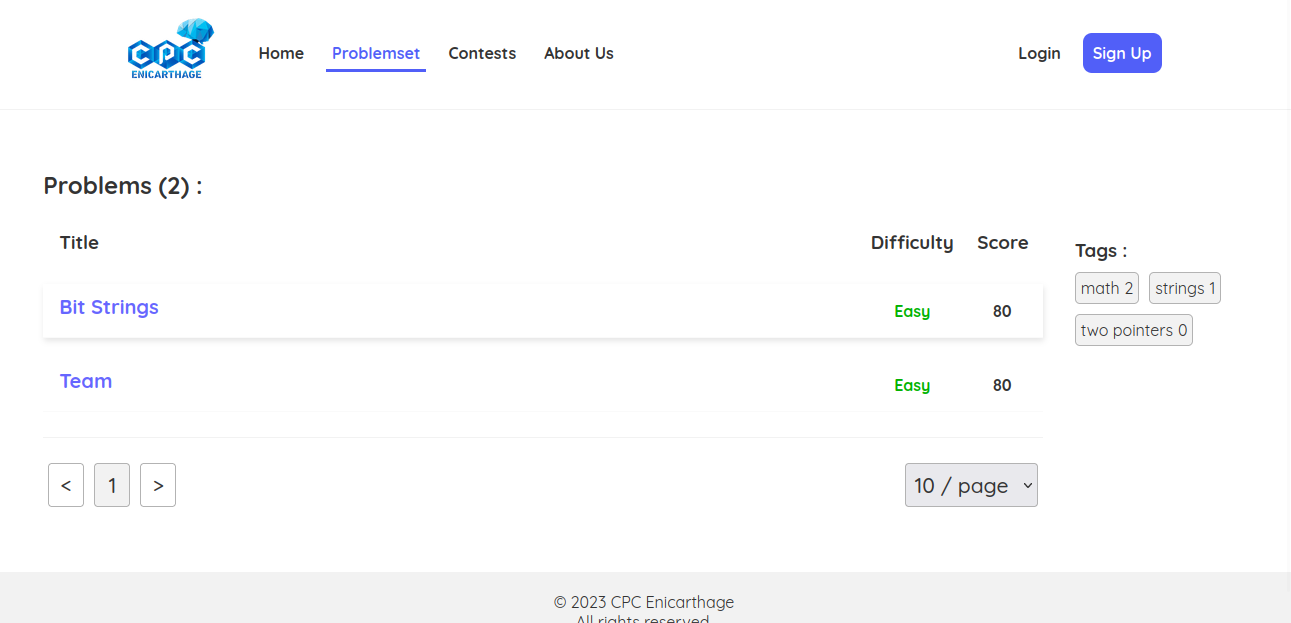 CPC
ENICARTHAGE
Home Problemset Contests About Us Login Sign Up
Problems (2) :
Title Difficulty Score
Tags :
math 2 strings 1
two pointers 0
Bit Strings Easy 80
Team Easy 80
< 1 > 10 / page
© 2023 CPC Enicarthage
All rights reserved